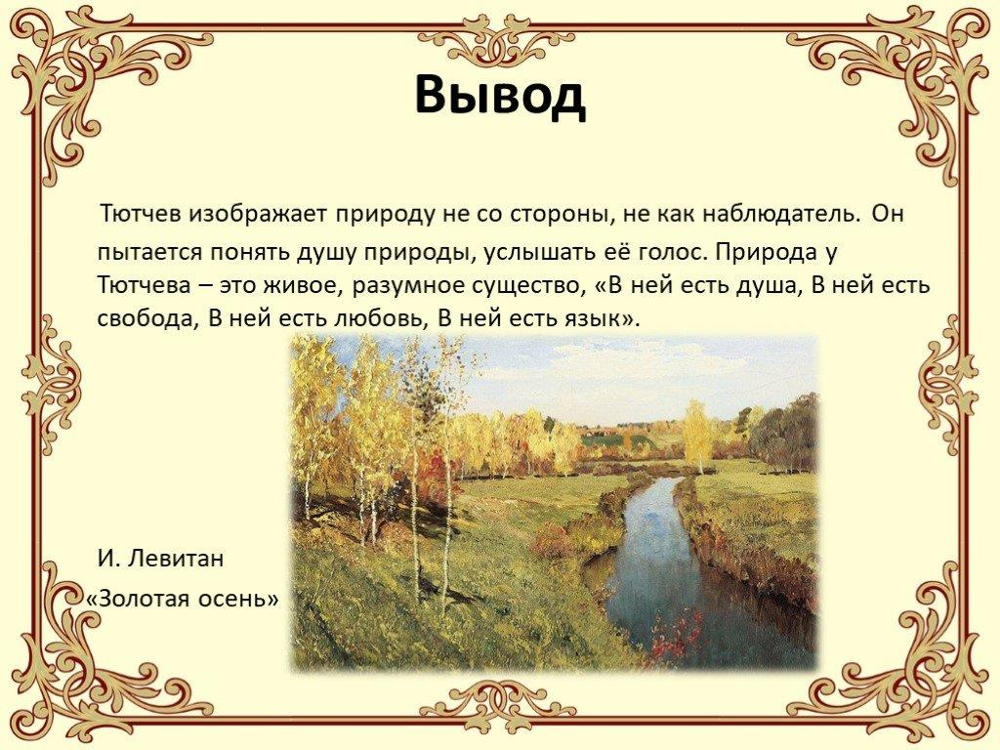 Вывод
Тютчев изображает природу не со стороны, не как наблюдатель. Он
пытается понять душу природы, услышать её голос. Природа у
Тютчева – это живое, разумное существо, «В ней есть душа, В ней есть
свобода, В ней есть любовь, В ней есть язык».
И. Левитан
«Золотая осень»